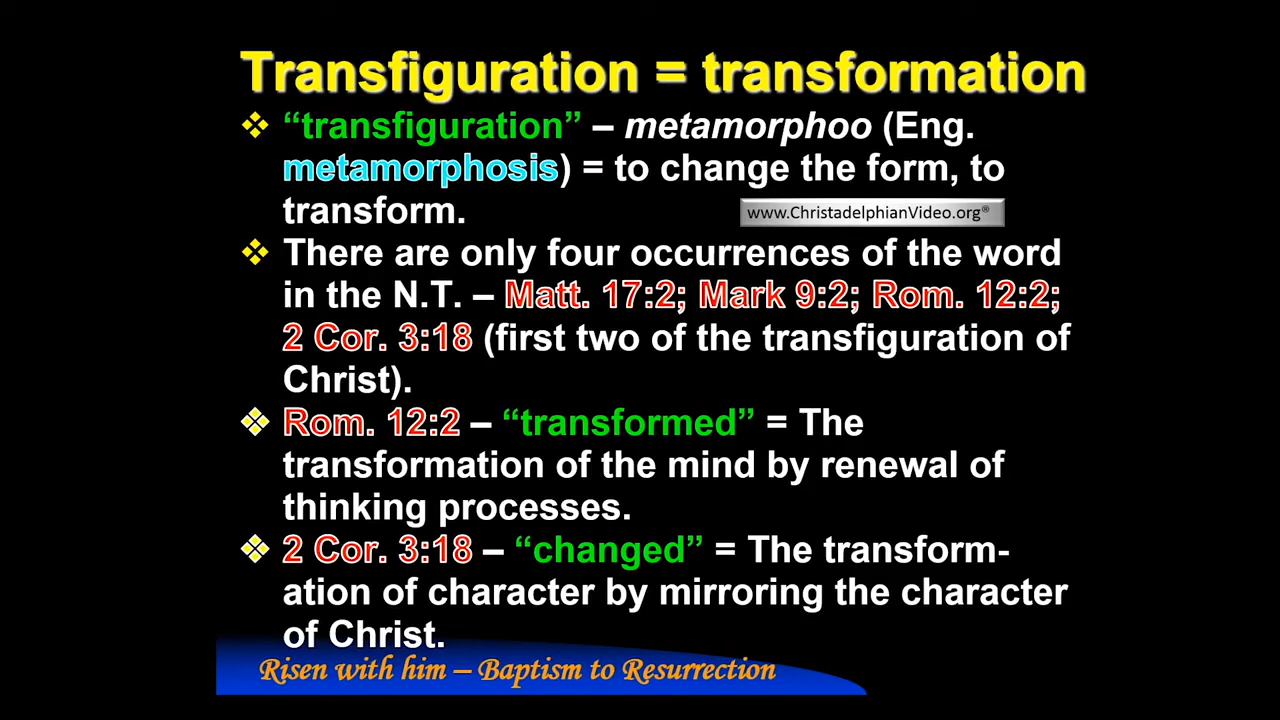 Transfiguration = transformation
❖ “transfiguration” – metamorphoo (Eng.
metamorphosis) = to change the form, to
transform.
www.ChristadelphianVideo.org®
❖ There are only four occurrences of the word
in the N.T. – Matt. 17:2; Mark 9:2; Rom. 12:2;
2 Cor. 3:18 (first two of the transfiguration of
Christ).
❖ Rom. 12:2 – “transformed” = The
transformation of the mind by renewal of
thinking processes.
❖ 2 Cor. 3:18 – “changed” = The transform-
ation of character by mirroring the character
of Christ.
Risen with him – Baptism to Resurrection